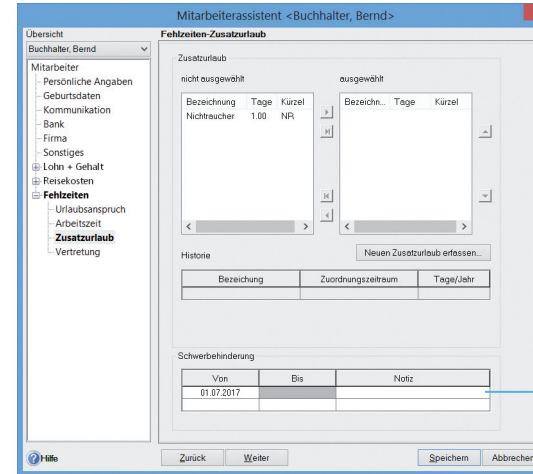 Mitarbeiterassistent <Buchhalter, Bernd>
Übersicht
Buchhalter, Bernd
Mitarbeiter
Persönliche Angaben
Geburtsdaten
Kommunikation
Bank
Firma
Sonstiges
Lohn + Gehalt
Reisekosten
Fehlzeiten
Urlaubsanspruch
Arbeitszeit
Zusatzurlaub
Vertretung
Fehlzeiten-Zusatzurlaub
Zusatzurlaub
nicht ausgewählt ausgewählt
Bezeichnung Tage Kürzel Bezeichn... Tage Kürzel
Nichtraucher 1.00 NR
Neuen Zusatzurlaub erfassen...
Historie
Bezeichung Zuordnungszeitraum Tage/Jahr
Schwerbehinderung
Von Bis Notiz
01.07.2017
Hilfe Zurück Weiter Speichern Abbrechen